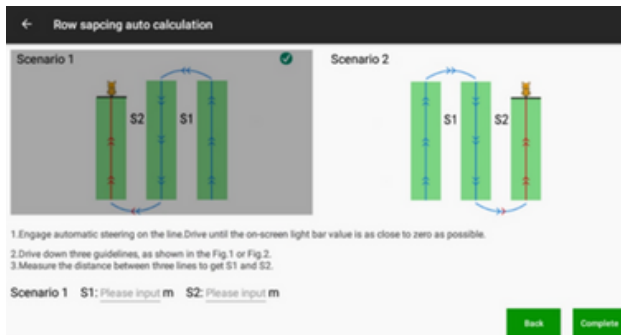 Row sapcing auto calculation
Scenario 1
Scenario 2
S2 S1
S1 S2
1.Engage automatic steering on the line.Drive until the on-screen light bar value is as close to zero as possible.
2.Drive down three guidelines, as shown in the Fig.1 or Fig.2.
3.Measure the distance between three lines to get S1 and S2.
Scenario 1 S1: Please input m S2: Please input m
Back Complete